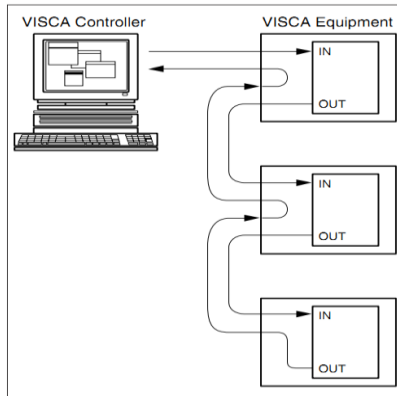 VISCA Controller
VISCA Equipment
IN
OUT
IN
OUT
IN
OUT